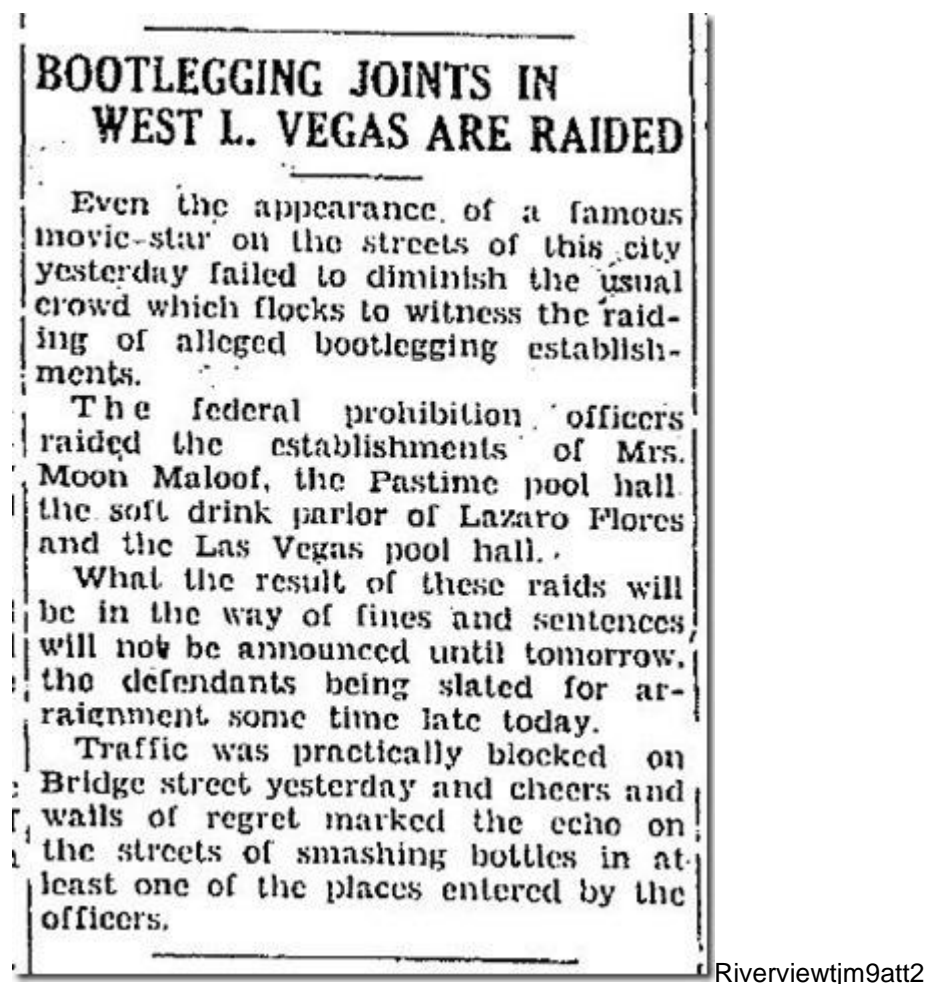 BOOTLEGGING JOINTS IN
WEST L. VEGAS ARE RAIDED
Even the appearance of a famous
movie-star on the streets of this city
yesterday failed to diminish the usual
crowd which flocks to witness the raid-
ing of alleged bootlegging establish-
ments.
The federal prohibition officers
raided the establishments of Mrs.
Moon Maloof, the Pastime pool hall
the soft drink parlor of Lazaro Flores
and the Las Vegas pool hall.
What the result of these raids will
be in the way of fines and sentences
will not be announced until tomorrow,
the defendants being slated for ar-
raignment some time late today.
Traffic was practically blocked on
Bridge street yesterday and cheers and
wails of regret marked the echo on
the streets of smashing bottles in at
least one of the places entered by the
officers.
Riverviewtjm9att2